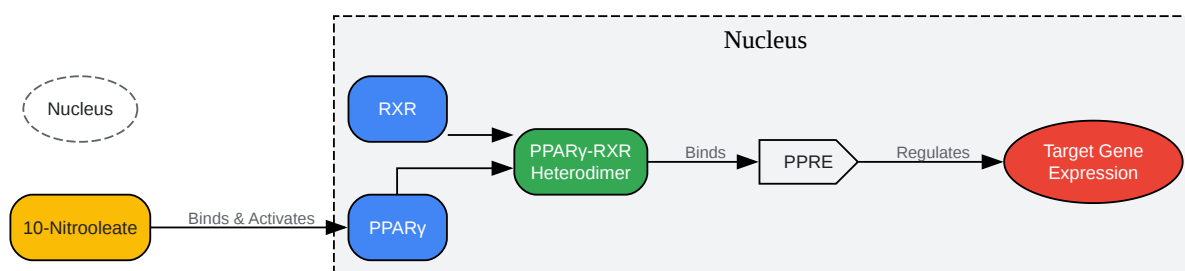 Nucleus
Nucleus
RXR
PPARγ-RXR
Heterodimer
Binds
PPRE
Regulates
Target Gene
Expression
10-Nitrooleate
Binds & Activates
PPARγ